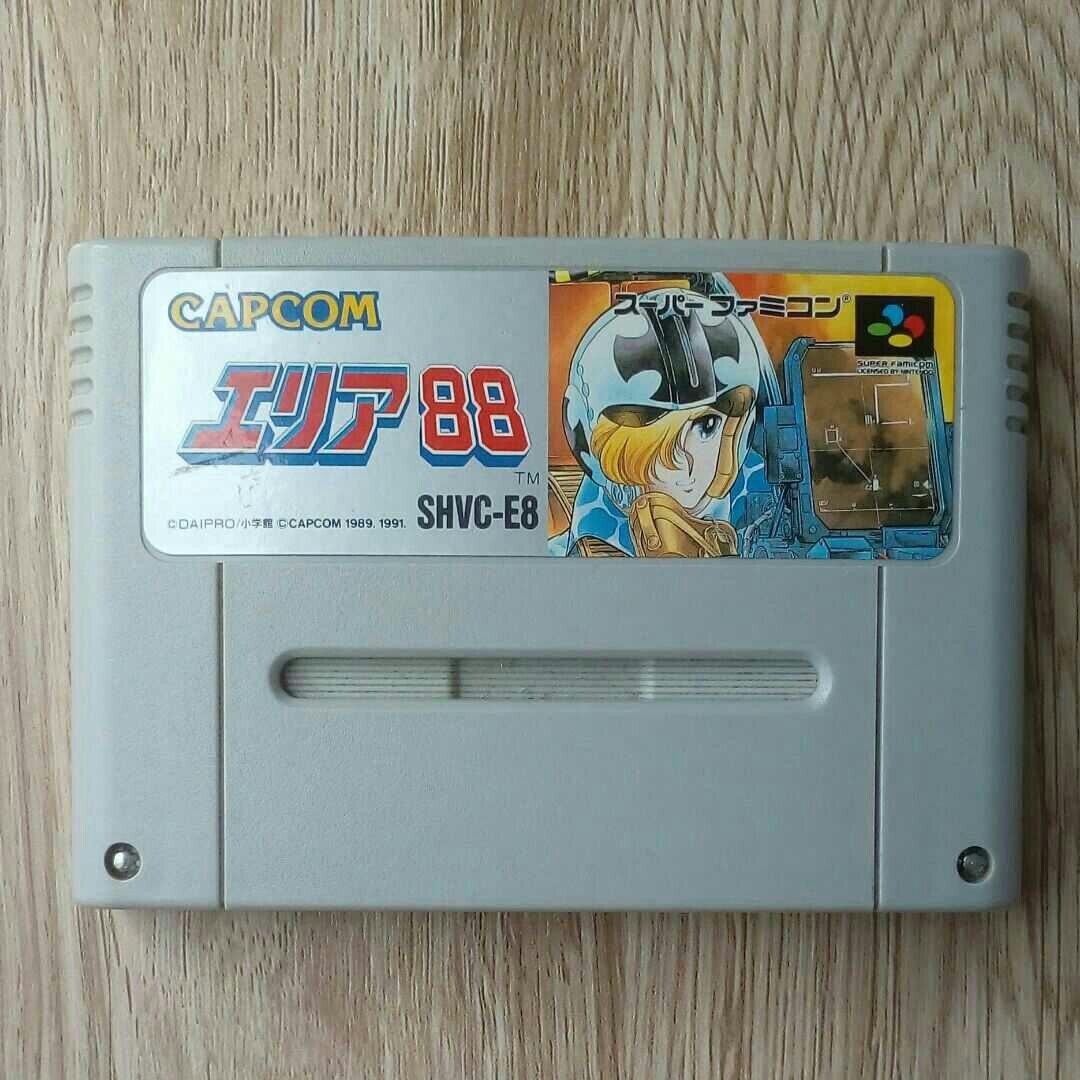 CAPCOM
エリア88
TM
©DAIPRO/小学館 ©CAPCOM 1989, 1991.
SHVC-E8
スーパーファミコン®
SUPER FAMICOM
LICENSED BY NINTENDO